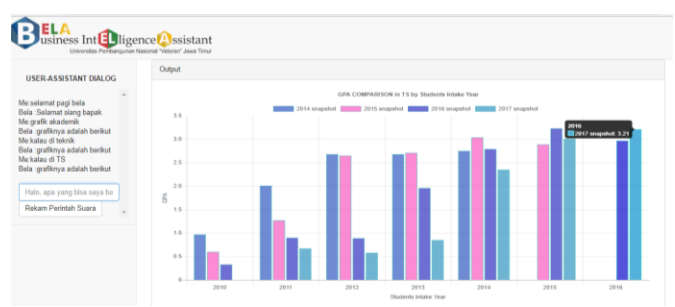 BELA
Business IntELligence Assistant
Universitas Pembangunan Nasional "Veteran" Jawa Timur
USER-ASSISTANT DIALOG
Me:selamat pagi bela
Bela :Selamat siang bapak
Me:grafik akademik
Bela :grafiknya adalah berikut
Me:kalau di teknik
Bela :grafiknya adalah berikut
Me:kalau di TS
Bela :grafiknya adalah berikut
Halo, apa yang bisa saya ba
Rekam Perintah Suara
Output
GPA COMPARISON in TS by Students Intake Year
2014 snapshot 2015 snapshot 2016 snapshot 2017 snapshot
2016
2017 snapshot 3.21
GPA
3.5
3.0
2.5
2.0
1.5
1.0
0.5
0
2010 2011 2012 2013 2014 2015 2016
Students Intake Year